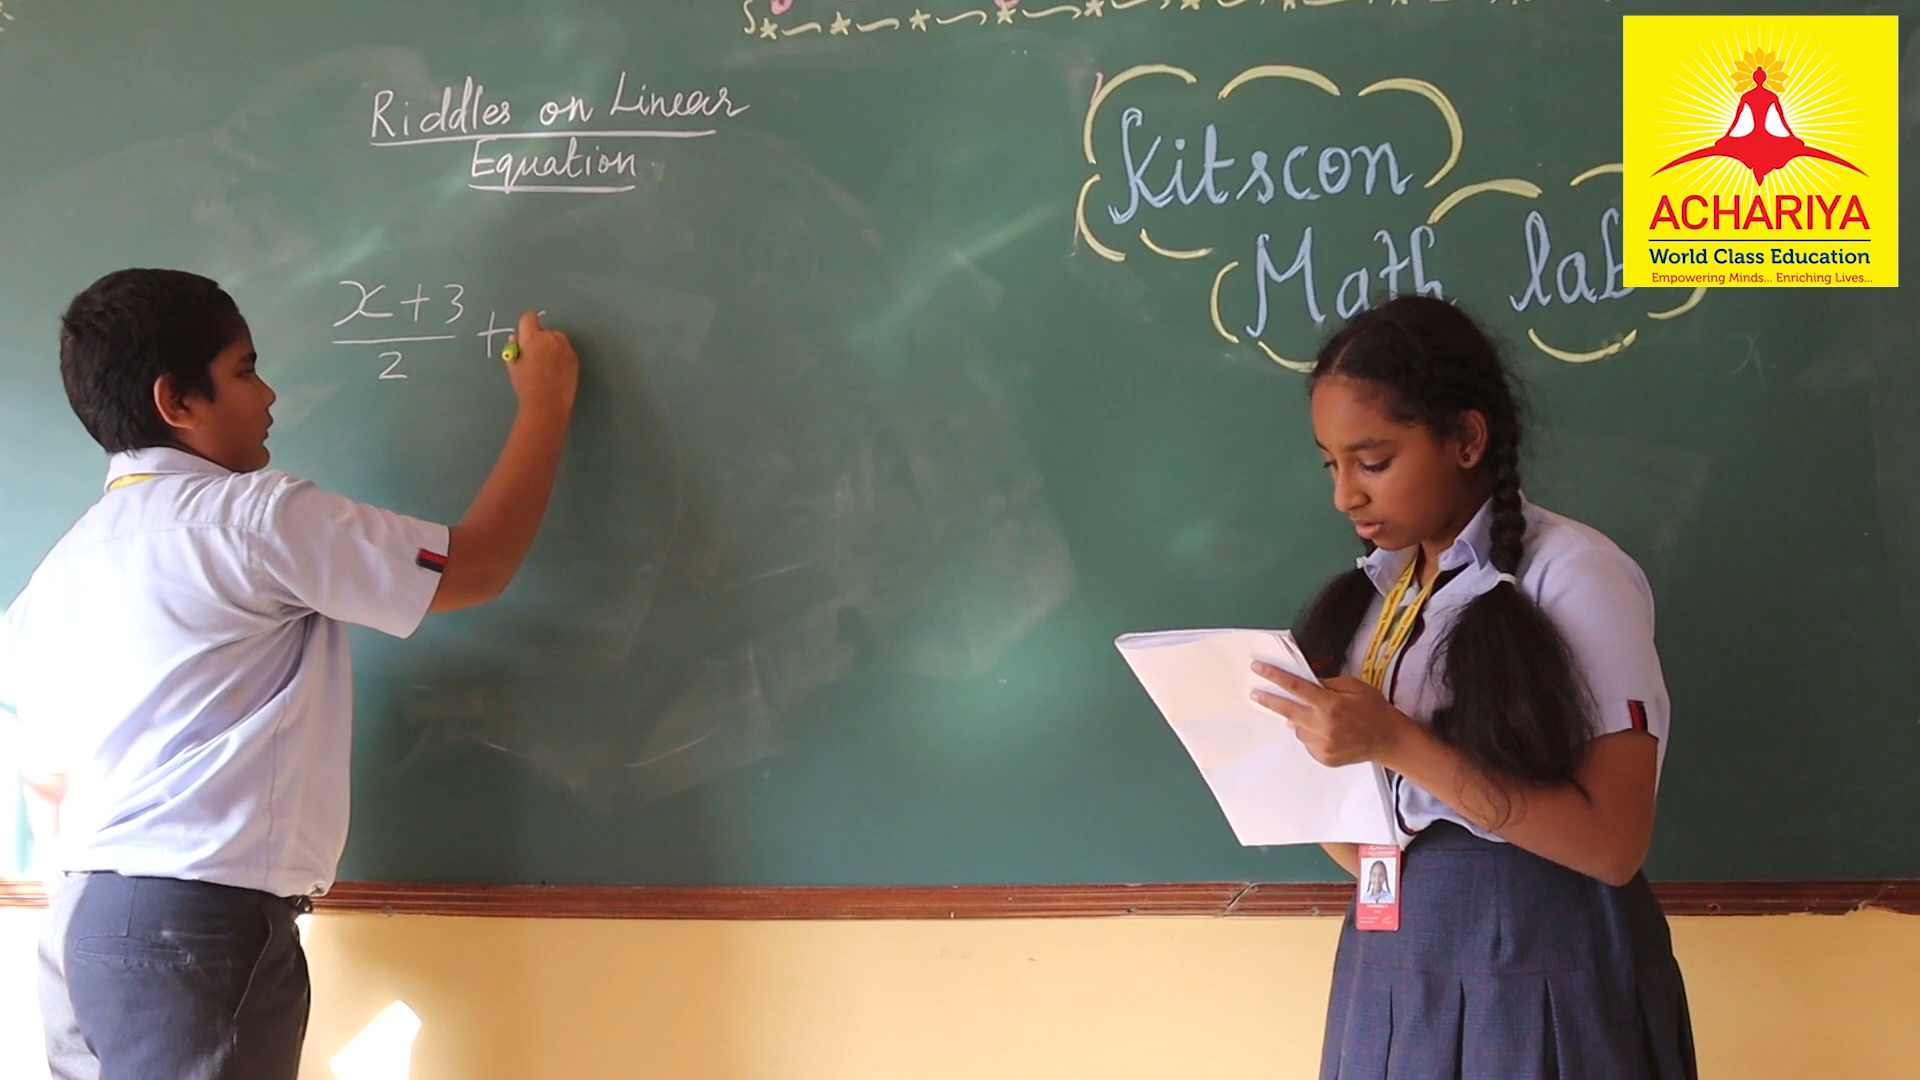 Riddles on Linear
Equation
x+3
2
+
Kitscon
Math lab
ACHARIYA
World Class Education
Empowering Minds... Enriching Lives...